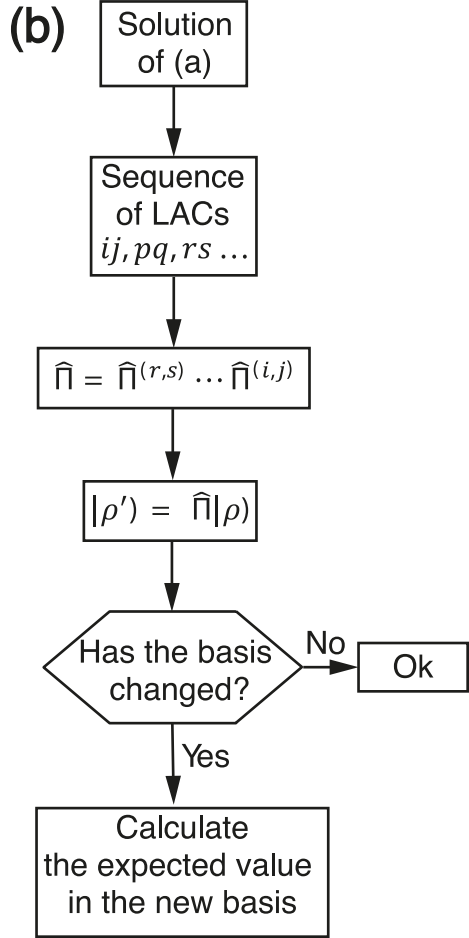 (b)
Solution
of (a)
Sequence
of LACs
ij, pq, rs ...
Π̂ = Π̂⁽ʳ,ˢ⁾ ⋯ Π̂⁽ⁱ,ʲ⁾
|ρ′) = Π̂|ρ)
Has the basis
changed?
No
Ok
Yes
Calculate
the expected value
in the new basis